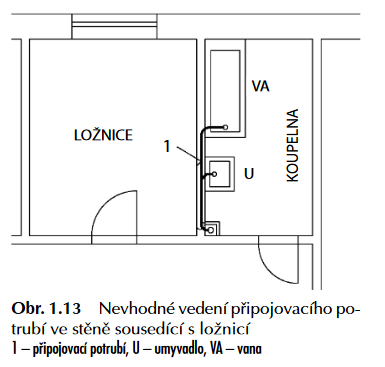 VA
LOŽNICE
1
U
KOUPELNA
Obr. 1.13 Nevhodné vedení připojovacího po-
trubí ve stěně sousedící s ložnicí
1 – připojovací potrubí, U – umyvadlo, VA – vana